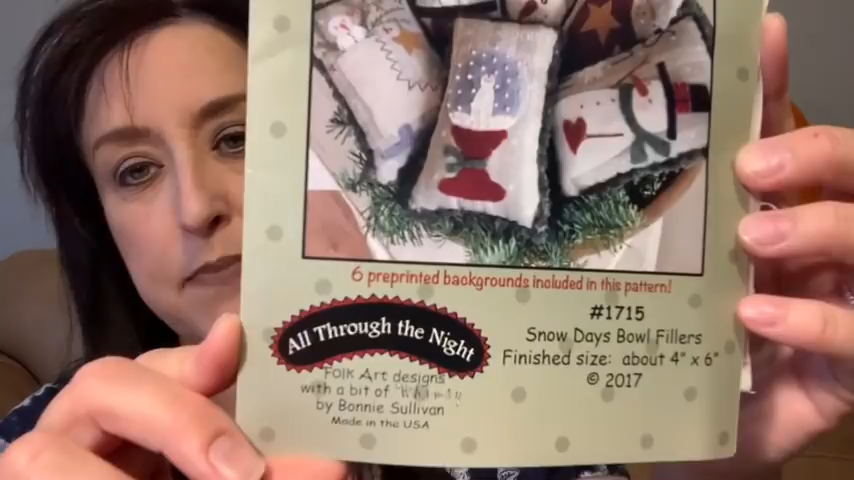 6 preprinted backgrounds included in this pattern!
All Through the Night
Folk Art designs
with a bit of
by Bonnie Sullivan
Made in the USA
#1715
Snow Days Bowl Fillers
Finished size: about 4" x 6"
© 2017